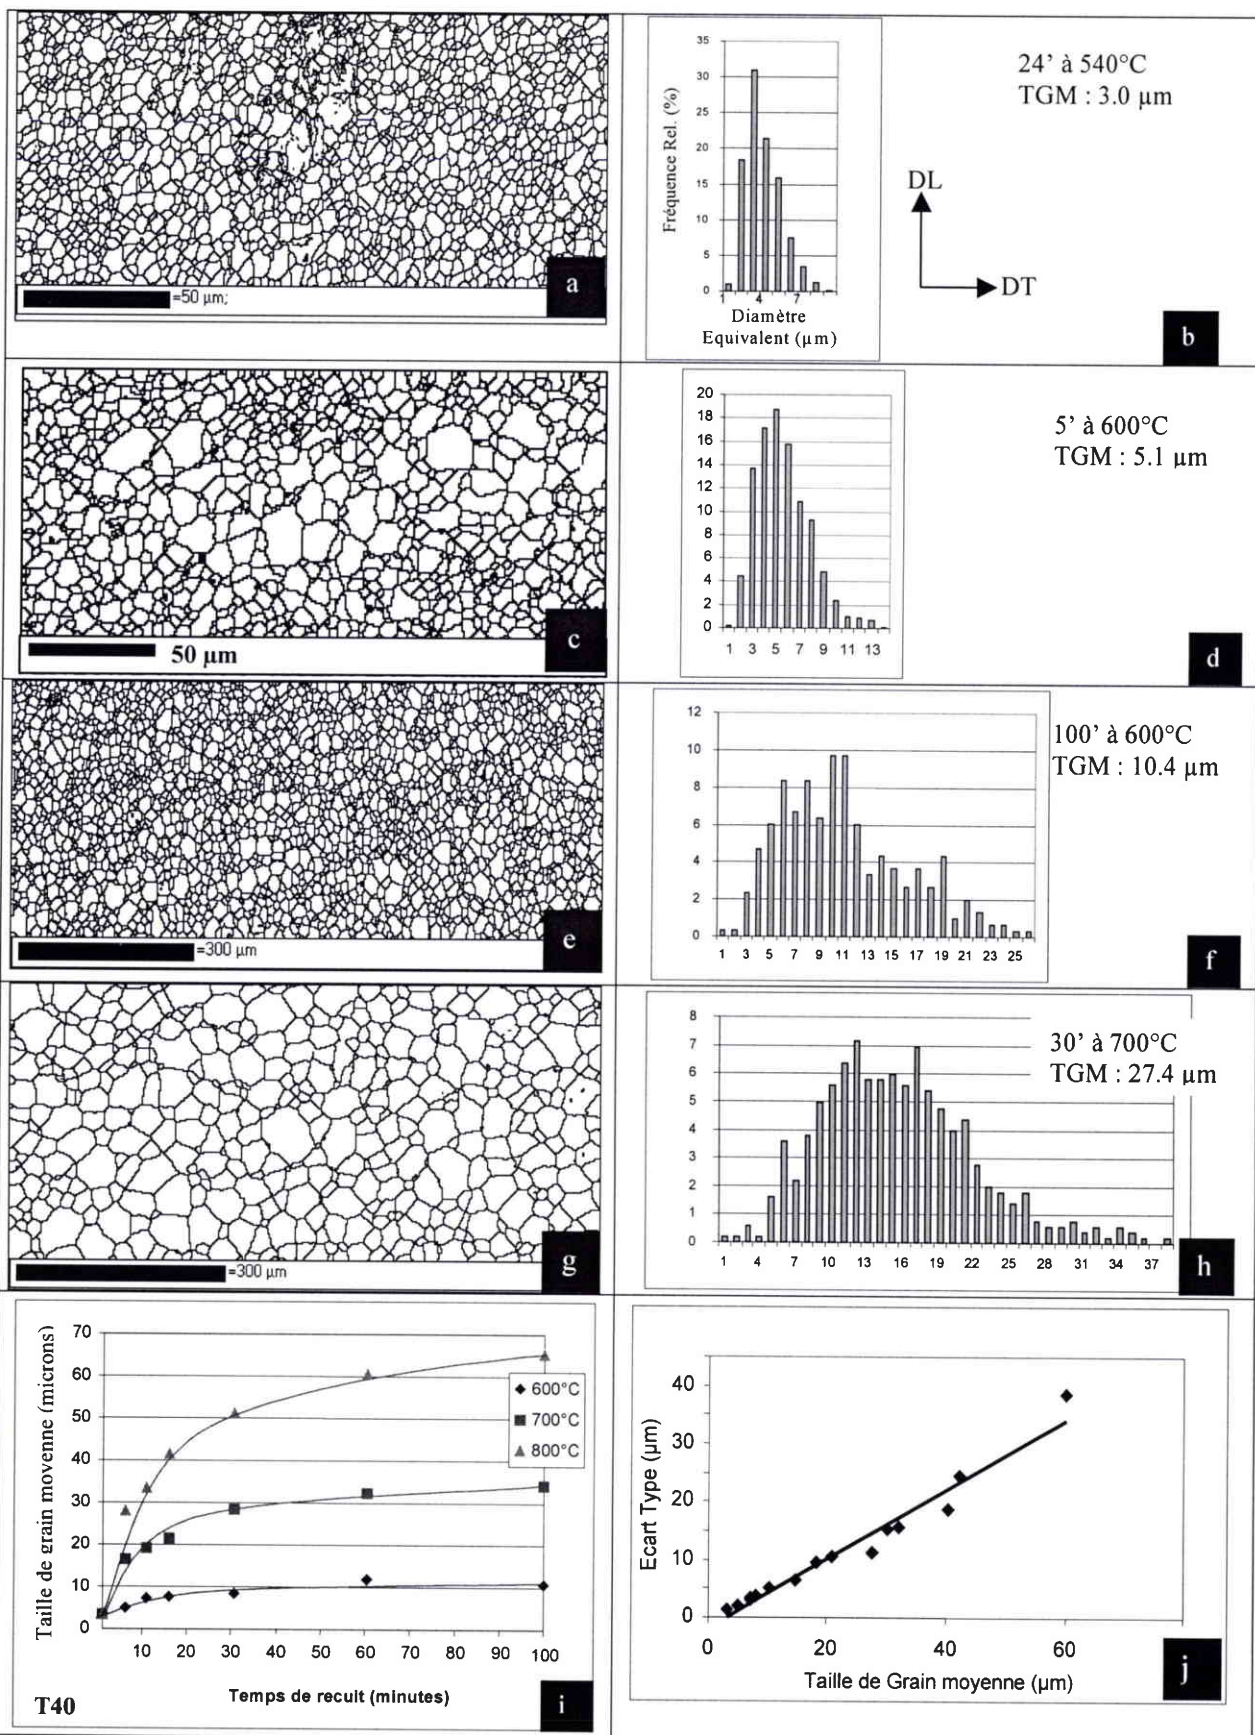 =50 µm;
a
35
30
25
20
15
10
5
0
Fréquence Rel. (%)
1 4 7
Diamètre
Equivalent (µm)
24’ à 540°C
TGM : 3.0 µm
DL
DT
b
50 µm
c
20
18
16
14
12
10
8
6
4
2
0
1 3 5 7 9 11 13
5’ à 600°C
TGM : 5.1 µm
d
=300 µm
e
12
10
8
6
4
2
0
1 3 5 7 9 11 13 15 17 19 21 23 25
100’ à 600°C
TGM : 10.4 µm
f
=300 µm
g
8
7
6
5
4
3
2
1
0
1 4 7 10 13 16 19 22 25 28 31 34 37
30’ à 700°C
TGM : 27.4 µm
h
Taille de grain movenne (microns)
70
60
50
40
30
20
10
0
10 20 30 40 50 60 70 80 90 100
600°C
700°C
800°C
Temps de recuit (minutes)
T40
i
Ecart Type (µm)
40
30
20
10
0
0 20 40 60
Taille de Grain moyenne (µm)
j